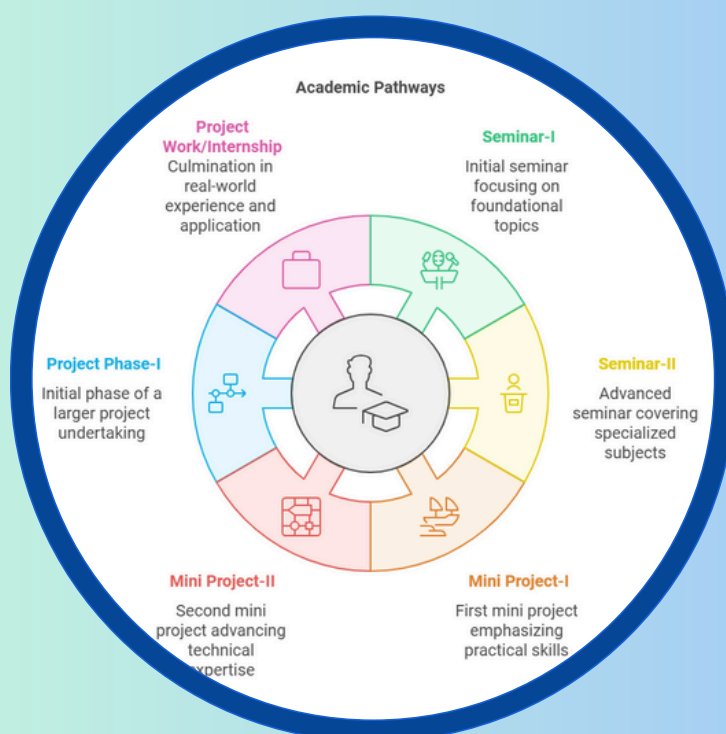 Academic Pathways
Project
Work/Internship
Culmination in
real-world
experience and
application
Seminar-I
Initial seminar
focusing on
foundational
topics
Project Phase-I
Initial phase of a
larger project
undertaking
Seminar-II
Advanced
seminar covering
specialized
subjects
Mini Project-II
Second mini
project advancing
technical
expertise
Mini Project-I
First mini project
emphasizing
practical skills